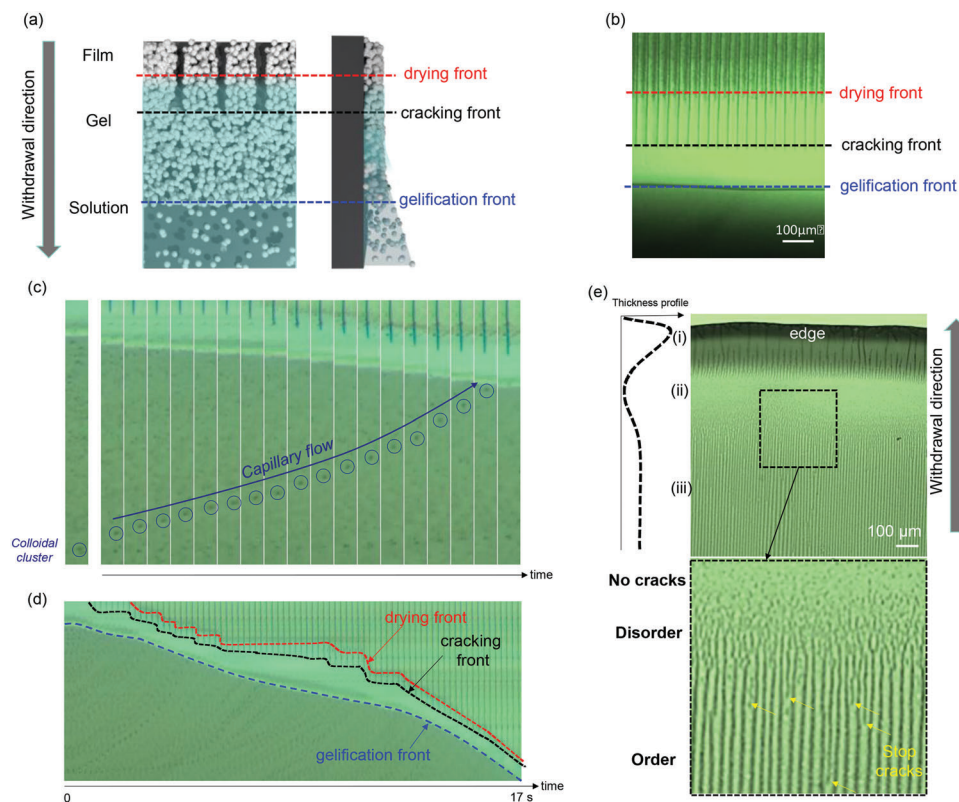 (a)
Withdrawal direction
Film
Gel
Solution
drying front
cracking front
gelification front
(b)
drying front
cracking front
gelification front
100µm
(c)
Capillary flow
Colloidal
cluster
time
(d)
drying front
cracking
front
gelification front
0
17 s
time
(e)
Thickness profile
edge
(i)
(ii)
(iii)
100 µm
Withdrawal direction
No cracks
Disorder
Order
Stop
cracks